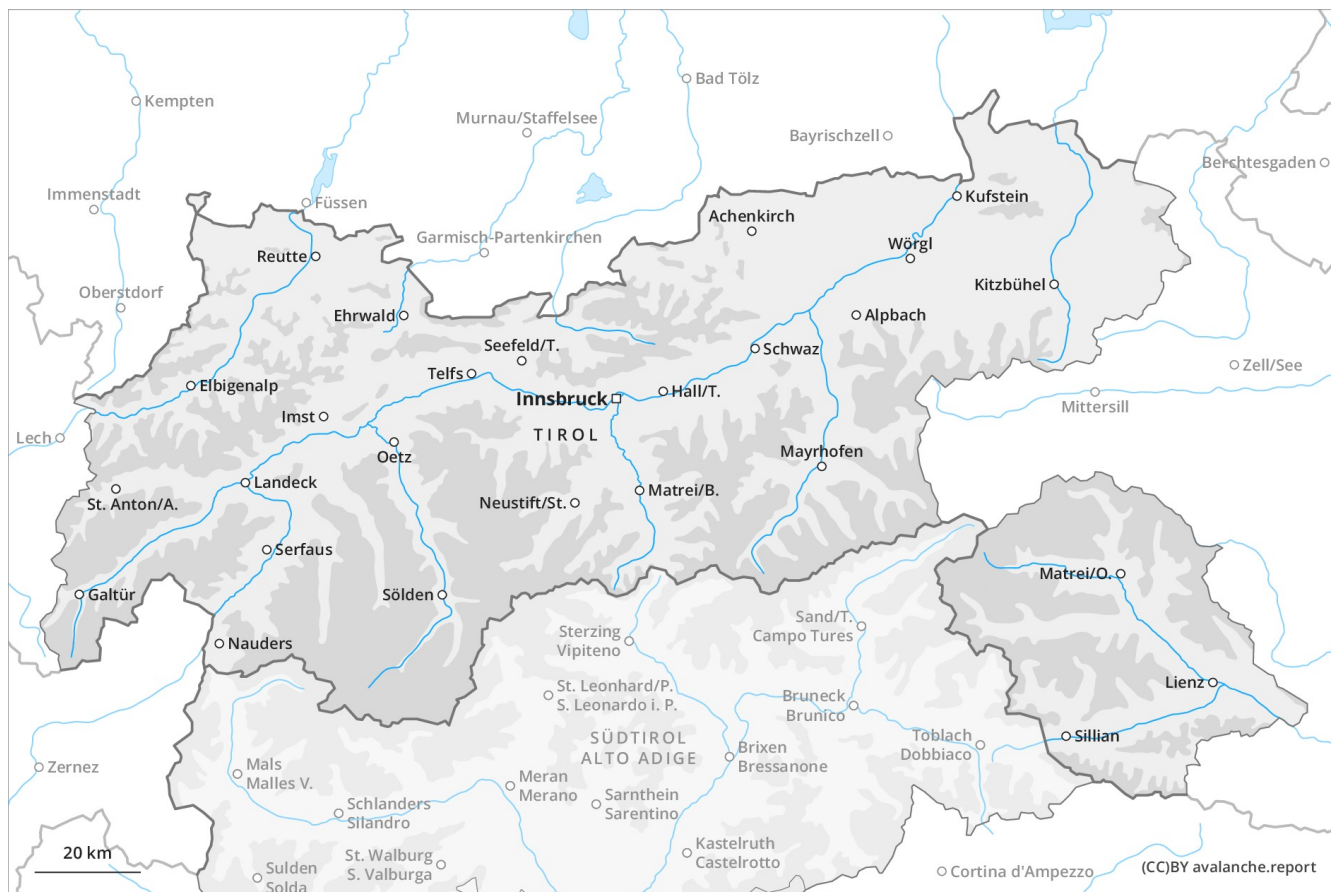 Bad Tölz
Kempten
Murnau/Staffelsee
Bayrischzell
Berchtesgaden
Immenstadt
Füssen
Kufstein
Achenkirch
Garmisch-Partenkirchen
Wörgl
Reutte
Kitzbühel
Oberstdorf
Ehrwald
Alpbach
Seefeld/T.
Schwaz
Zell/See
Telfs
Elbigenalp
Hall/T.
Innsbruck
Mittersill
Imst
TIROL
Lech
Oetz
Mayrhofen
Landeck
Matrei/B.
St. Anton/A.
Neustift/St.
Serfaus
Matrei/O.
Galtür
Sölden
Sand/T.
Campo Tures
Sterzing
Vipiteno
Nauders
Lienz
St. Leonhard/P.
S. Leonardo i. P.
Bruneck
Brunico
Sillian
Toblach
Dobbiaco
SÜDTIROL
ALTO ADIGE
Brixen
Bressanone
Zernez
Mals
Malles V.
Meran
Merano
Sarnthein
Sarentino
Schlanders
Silandro
Kastelruth
Castelrotto
20 km
St. Walburg
S. Valburga
Sulden
Solda
Cortina d'Ampezzo
(CC)BY avalanche.report